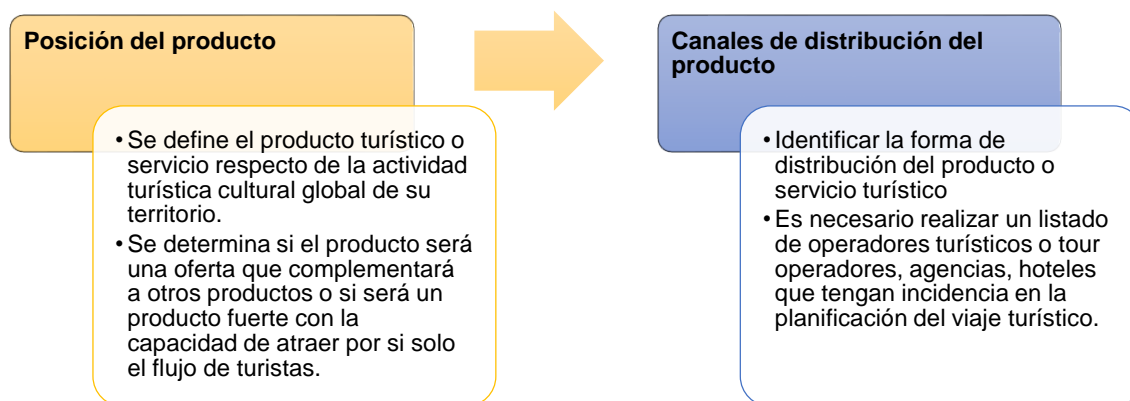 Posición del producto
• Se define el producto turístico o
servicio respecto de la actividad
turística cultural global de su
territorio.
• Se determina si el producto será
una oferta que complementará
a otros productos o si será un
producto fuerte con la
capacidad de atraer por si solo
el flujo de turistas.
Canales de distribución del
producto
• Identificar la forma de
distribución del producto o
servicio turístico
• Es necesario realizar un listado
de operadores turísticos o tour
operadores, agencias, hoteles
que tengan incidencia en la
planificación del viaje turístico.